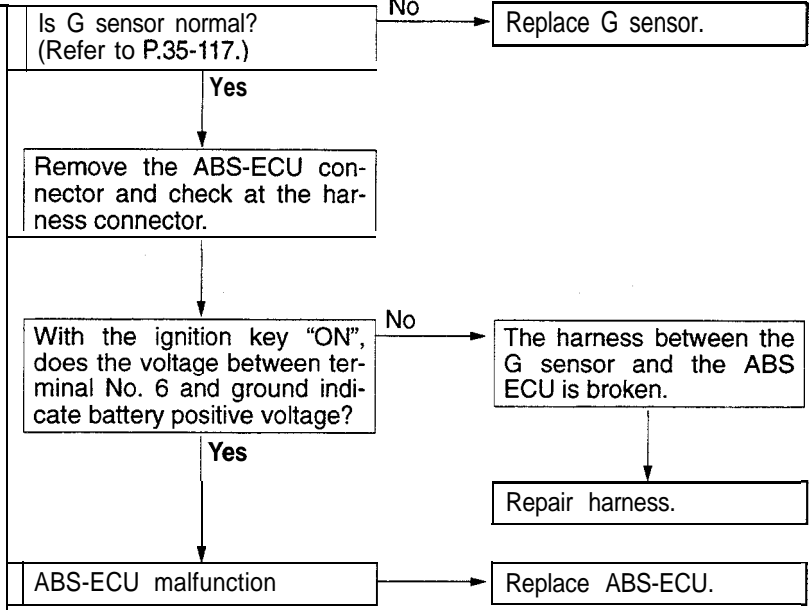 Is G sensor normal?
(Refer to P.35-117.)
No
Replace G sensor.
Yes
Remove the ABS-ECU con-
nector and check at the har-
ness connector.
With the ignition key “ON”,
does the voltage between ter-
minal No. 6 and ground indi-
cate battery positive voltage?
No
The harness between the
G sensor and the ABS
ECU is broken.
Yes
Repair harness.
ABS-ECU malfunction
Replace ABS-ECU.